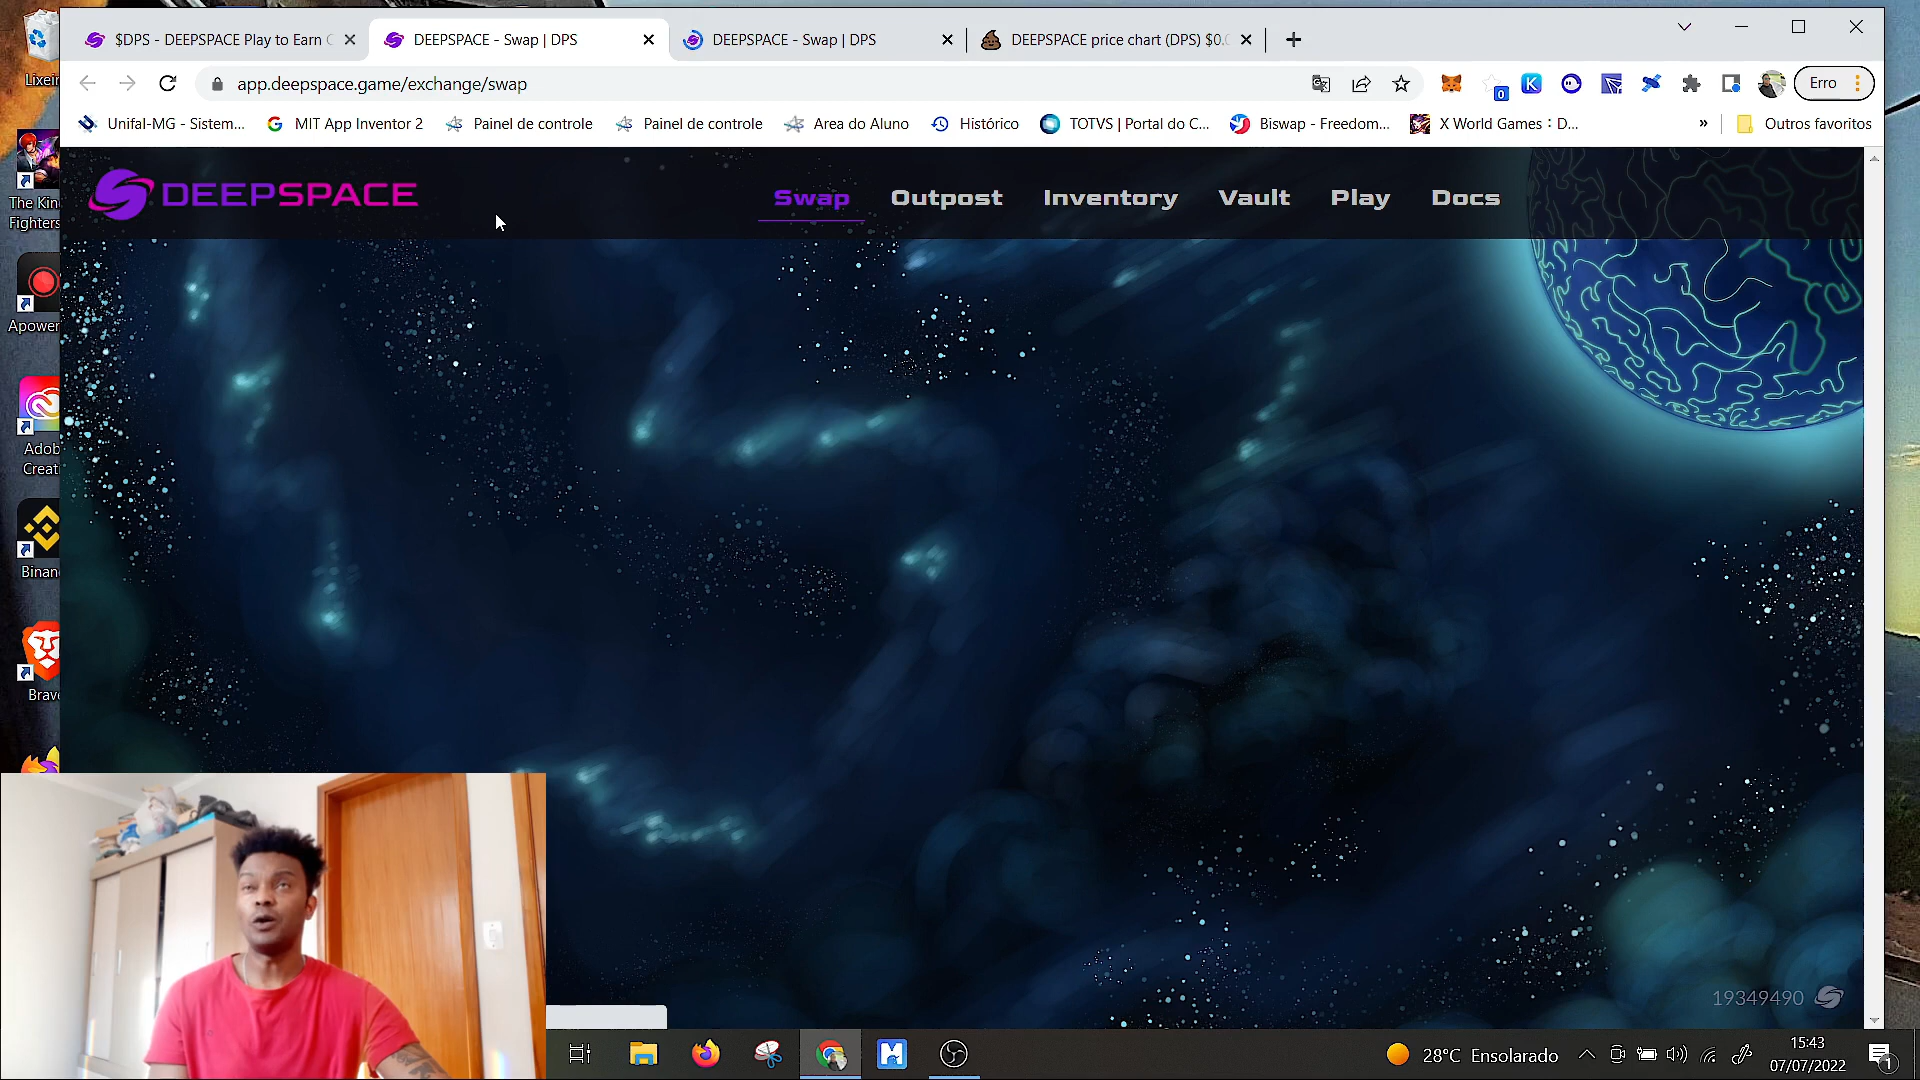 $DPS - DEEPSPACE Play to Earn
DEEPSPACE - Swap | DPS
DEEPSPACE - Swap | DPS
DEEPSPACE price chart (DPS) $0.
app.deepspace.game/exchange/swap
0
K
Erro
Unifal-MG - Sistem...
MIT App Inventor 2
Painel de controle
Painel de controle
Area do Aluno
Histórico
TOTVS | Portal do C...
Biswap - Freedom...
X World Games : D...
»
Outros favoritos
DEEPSPACE
Swap
Outpost
Inventory
Vault
Play
Docs
Lixeir
The Kin
Fighters
Apower
Adob
Creat
Binan
Brave
19349490
28°C Ensolarado
15:43
07/07/2022
1